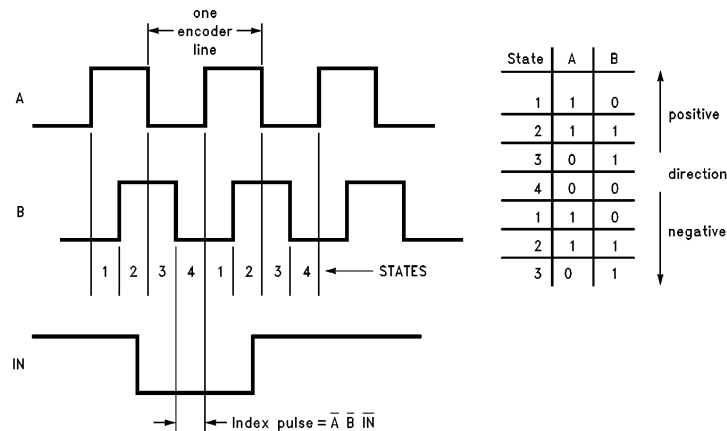 one
encoder
line
A
B
1 2 3 4 1 2 3 4 STATES
IN
Index pulse = A̅ B̅ I̅N̅
State A B
1 1 0
2 1 1
3 0 1
4 0 0
1 1 0
2 1 1
3 0 1
positive
direction
negative